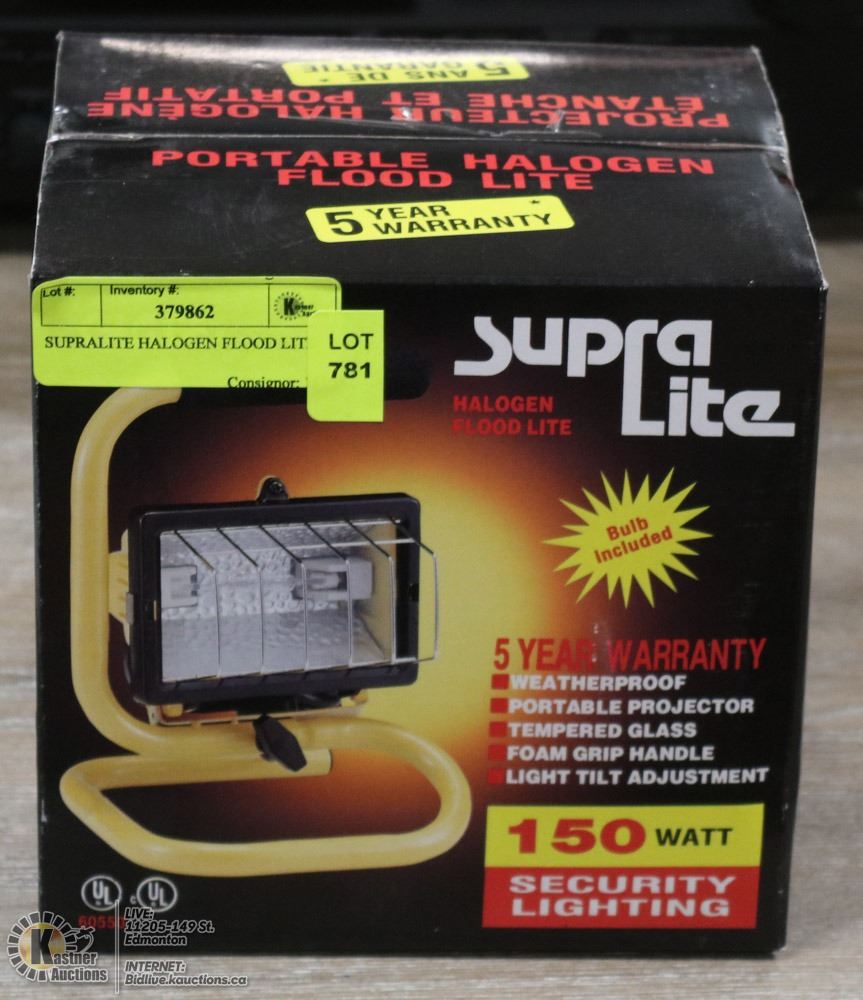 5 ANS DE *
GARANTIE
PROJECTEUR HALOGÈNE
ÉTANCHE ET PORTATIF
PORTABLE HALOGEN
FLOOD LITE
5 YEAR WARRANTY *
Lot #:
Inventory #:
379862
Kastner
SUPRALITE HALOGEN FLOOD LIT
Consignor:
LOT
781
Supra
Lite
HALOGEN
FLOOD LITE
Bulb
Included
5 YEAR WARRANTY
WEATHERPROOF
PORTABLE PROJECTOR
TEMPERED GLASS
FOAM GRIP HANDLE
LIGHT TILT ADJUSTMENT
150 WATT
SECURITY
LIGHTING
UL c UL
Kastner
Auctions
LIVE:
11205-149 St.
Edmonton
INTERNET:
Bidlive.kauctions.ca